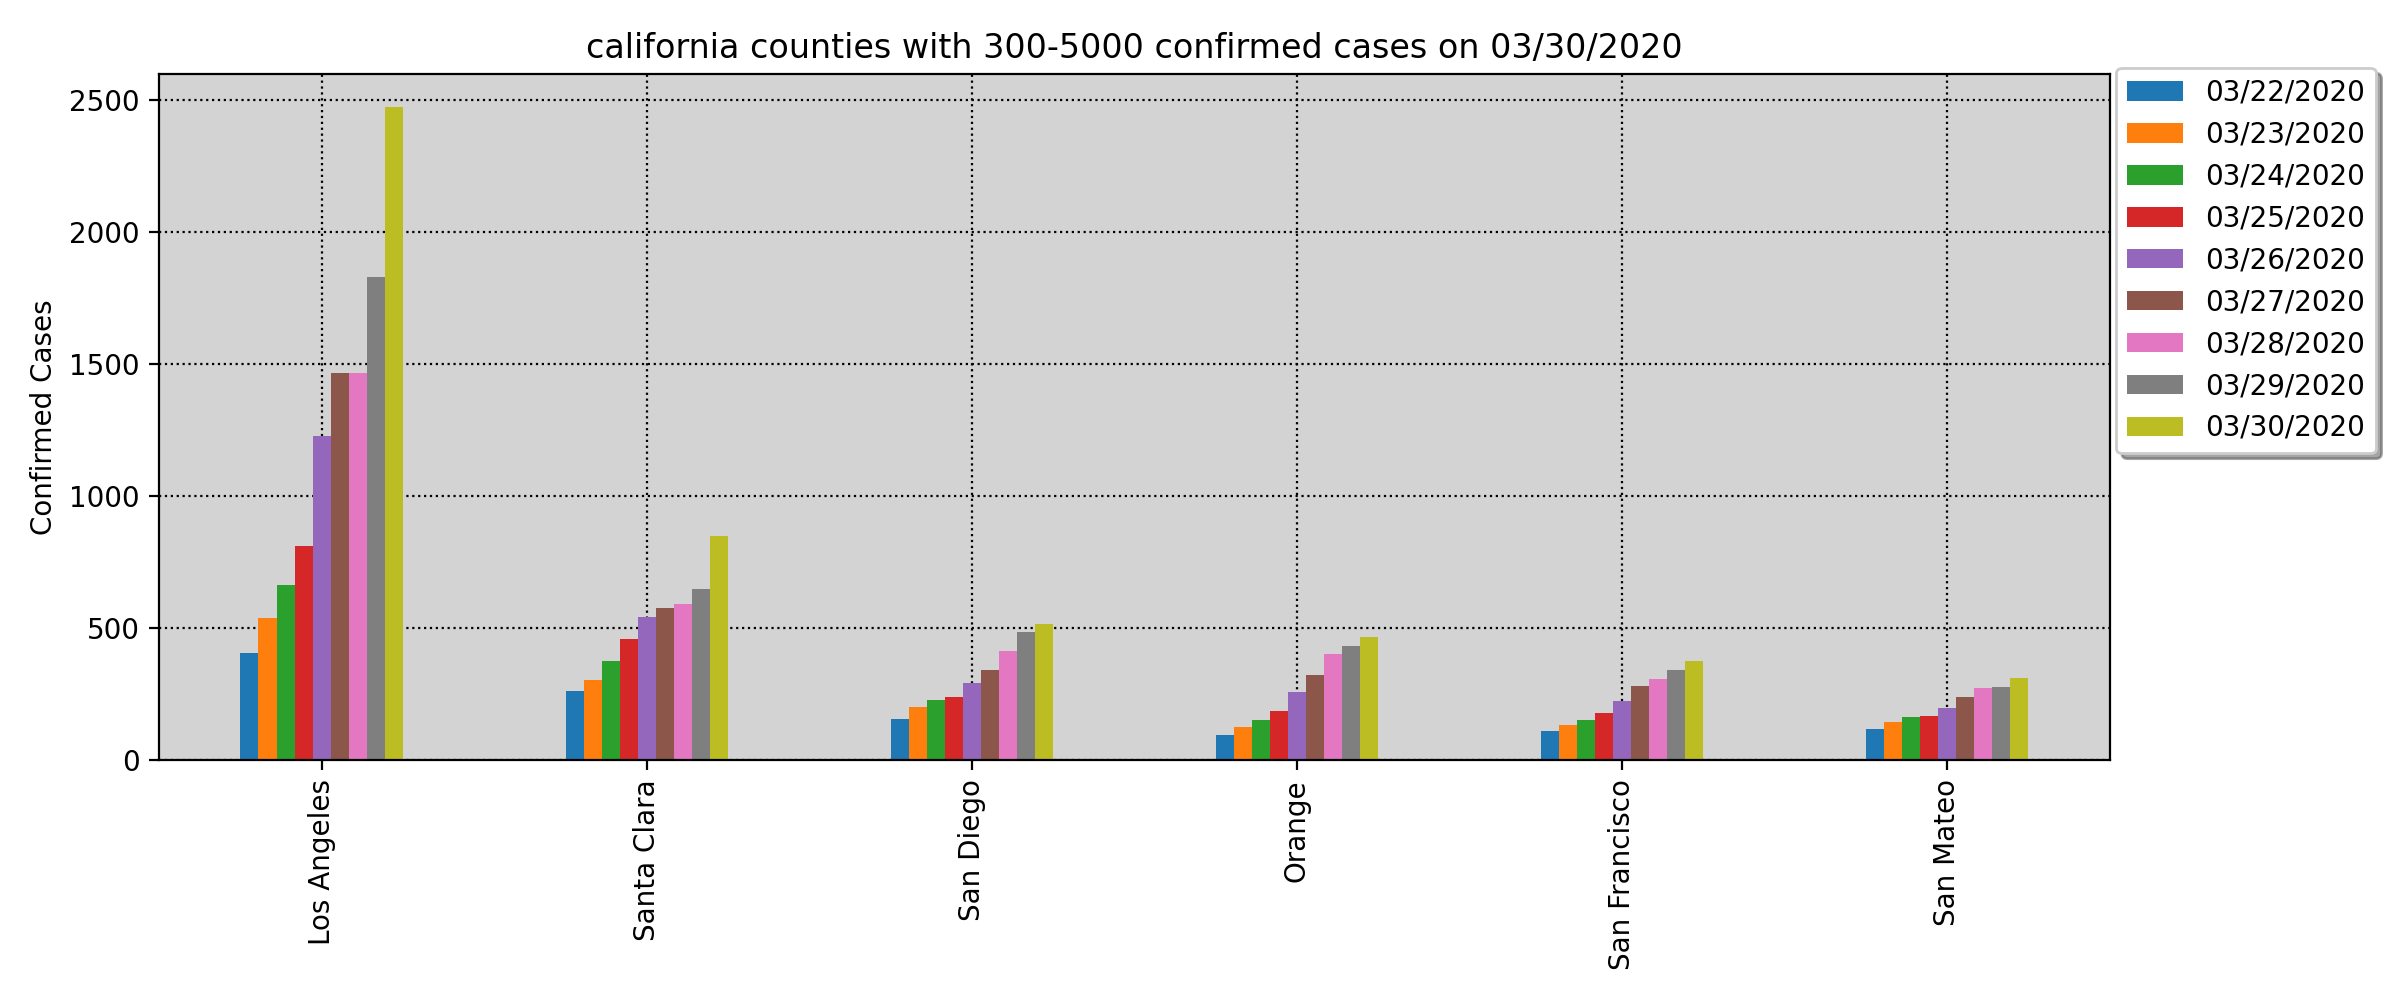 california counties with 300-5000 confirmed cases on 03/30/2020
Confirmed Cases
2500
2000
1500
1000
500
0
Los Angeles
Santa Clara
San Diego
Orange
San Francisco
San Mateo
03/22/2020
03/23/2020
03/24/2020
03/25/2020
03/26/2020
03/27/2020
03/28/2020
03/29/2020
03/30/2020